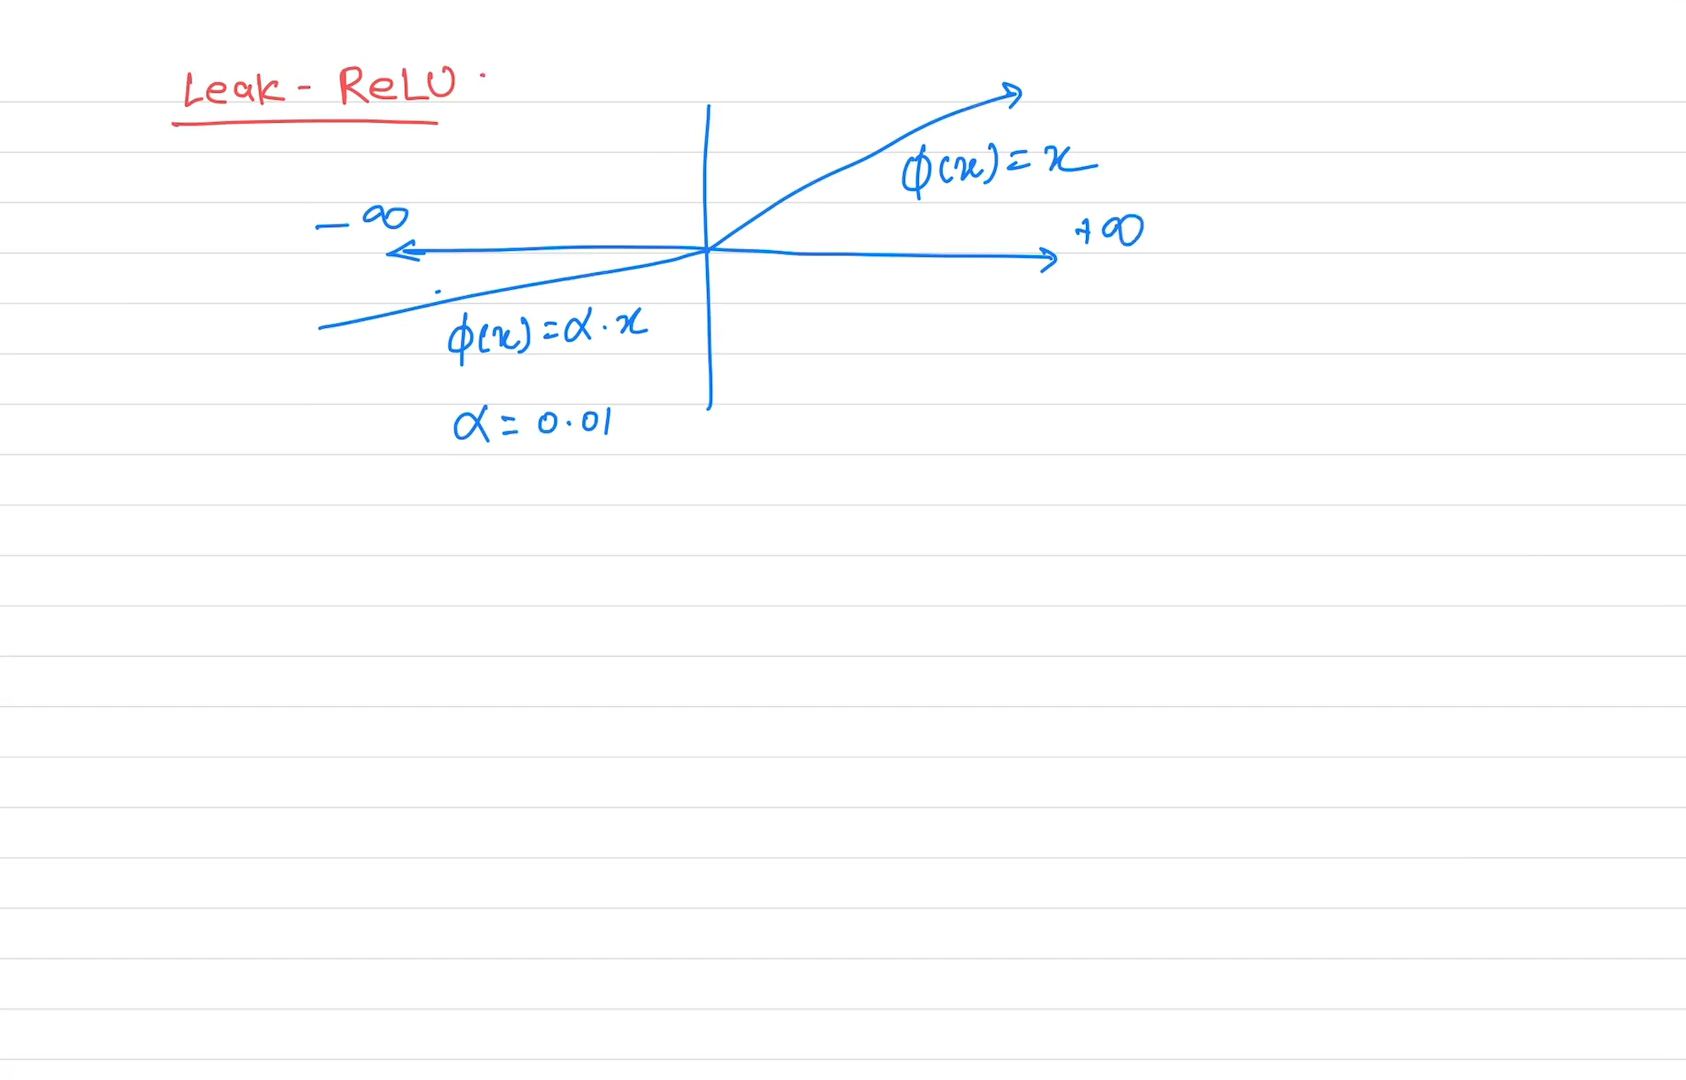 Leak - ReLU
ϕ(x) = x
- ∞
+∞
ϕ(x) = α . x
α = 0.01